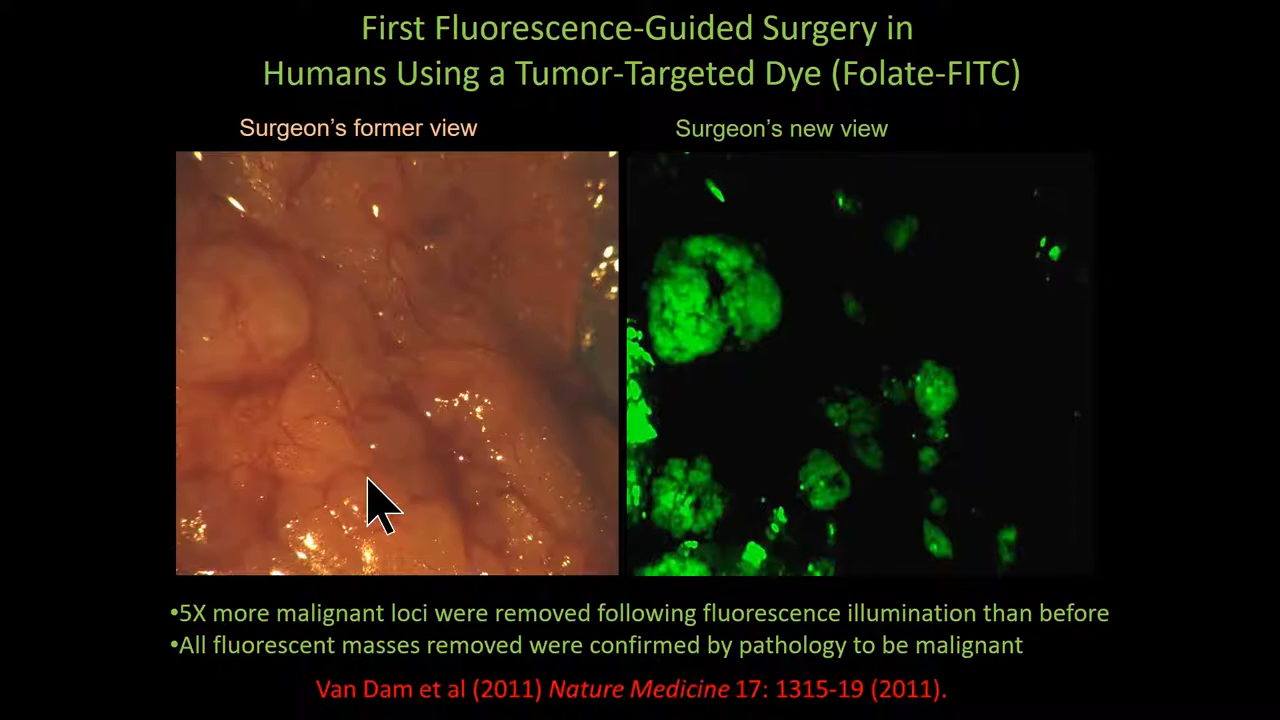 First Fluorescence-Guided Surgery in
Humans Using a Tumor-Targeted Dye (Folate-FITC)
Surgeon's former view
Surgeon's new view
•5X more malignant loci were removed following fluorescence illumination than before
•All fluorescent masses removed were confirmed by pathology to be malignant
Van Dam et al (2011) Nature Medicine 17: 1315-19 (2011).